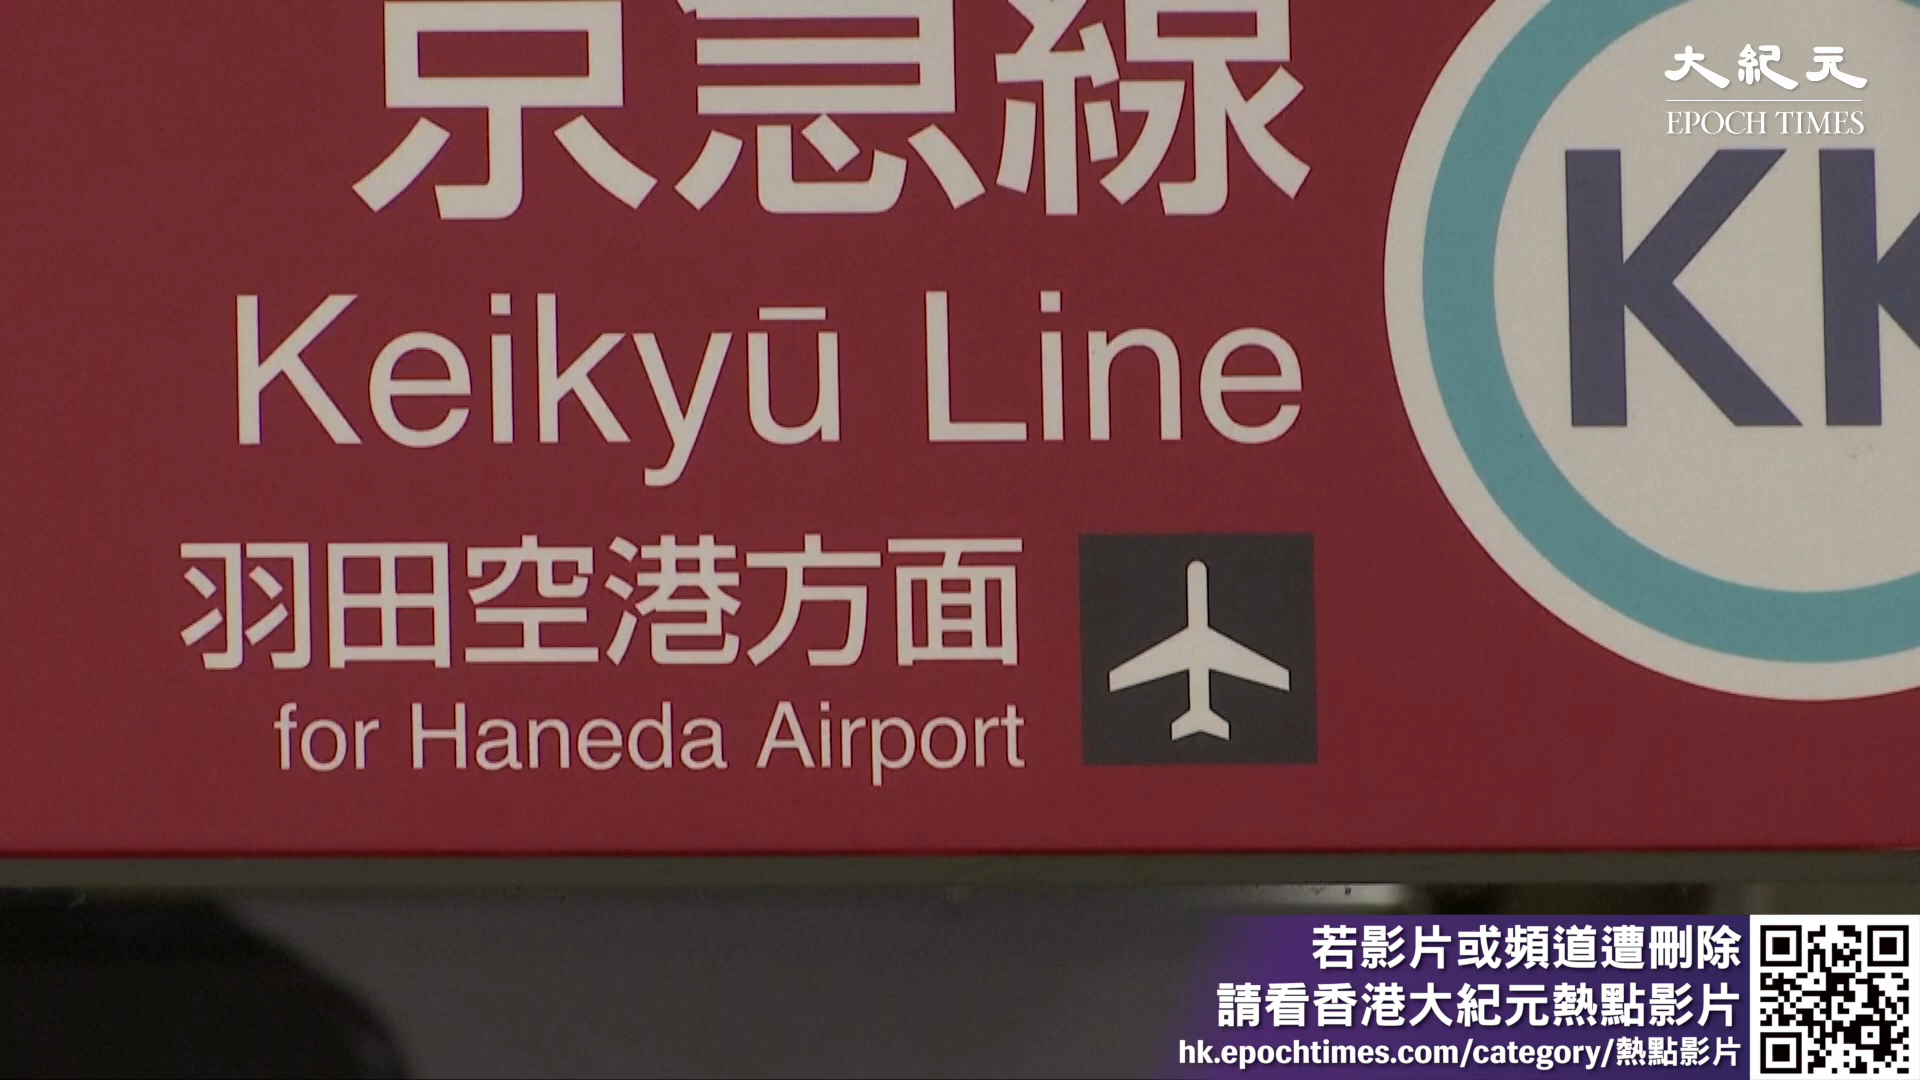 京急線
Keikyū Line
羽田空港方面
for Haneda Airport
KK
大紀元
EPOCH TIMES
若影片或頻道遭刪除
請看香港大紀元熱點影片
hk.epochtimes.com/category/熱點影片